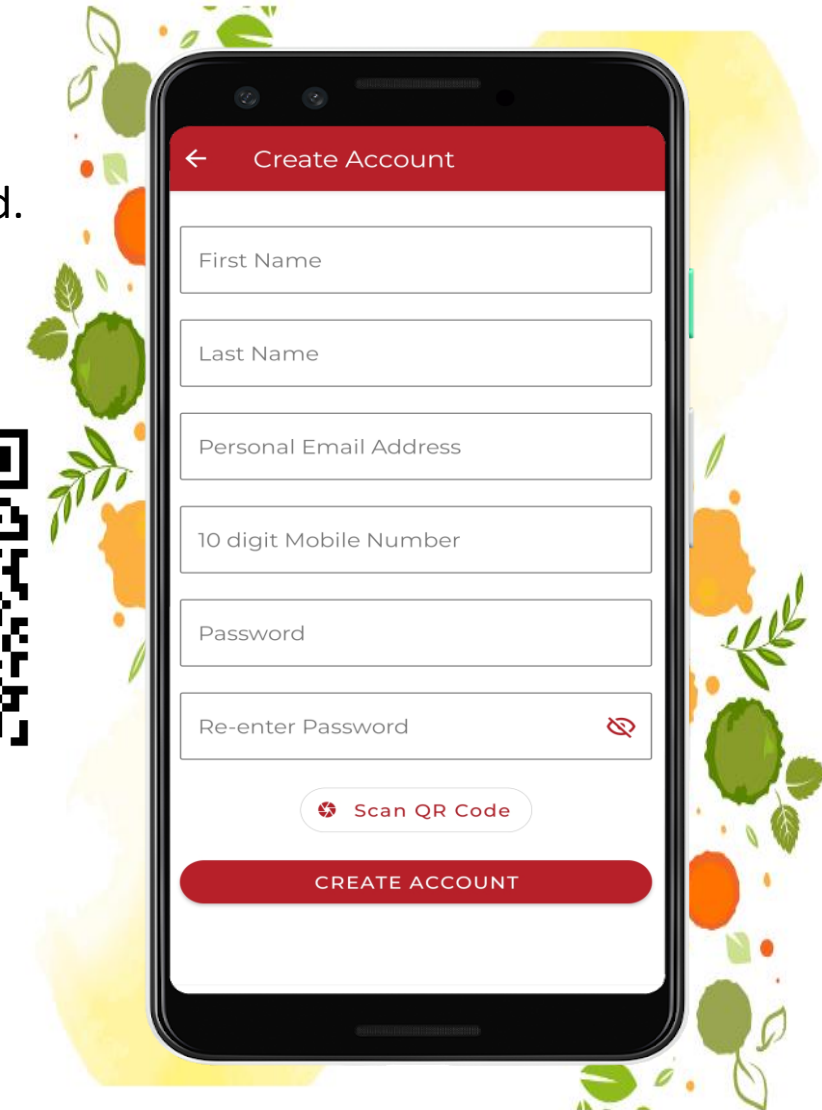 d.
Create Account
First Name
Last Name
Personal Email Address
10 digit Mobile Number
Password
Re-enter Password
Scan QR Code
CREATE ACCOUNT